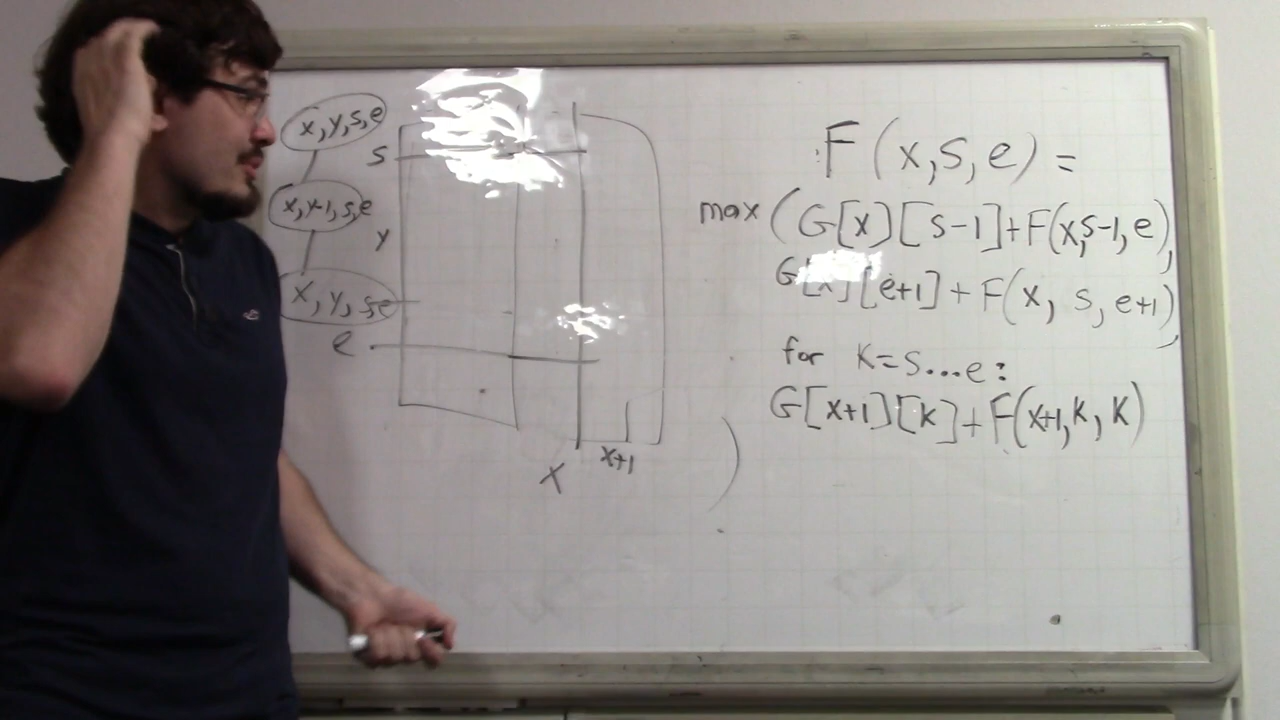 x,y,s,e
x,y-1,s,e
x,y,s,e
s
y
e
x
x+1
F(x,s,e)=
max(G[x][s-1]+F(x,s-1,e),
G[x][e+1]+F(x, s, e+1),
for K=s...e:
G[x+1][K]+F(x+1,K,K)
)